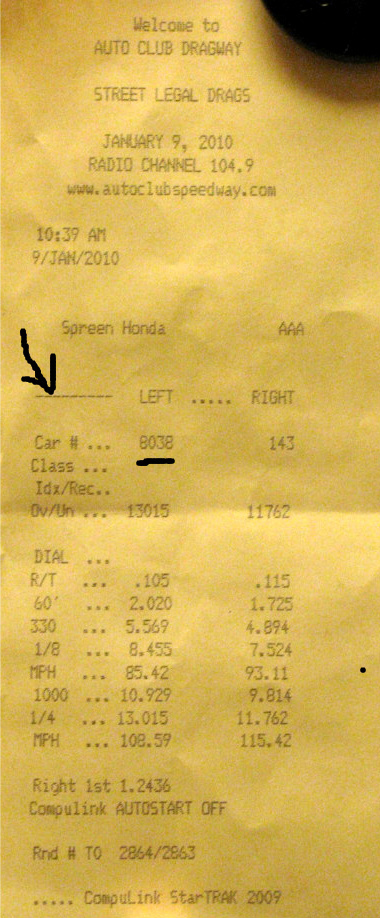 Welcome to
AUTO CLUB DRAGWAY
STREET LEGAL DRAGS
JANUARY 9, 2010
RADIO CHANNEL 104.9
www.autoclubspeedway.com
10:39 AM
9/JAN/2010
Spreen Honda AAA
--------- LEFT ..... RIGHT
Car # ... 8038 143
Class ...
Idx/Rec..
Ov/Un ... 13015 11762
DIAL ...
R/T ... .105 .115
60' ... 2.020 1.725
330 ... 5.569 4.894
1/8 ... 8.455 7.524
MPH ... 85.42 93.11
1000 ... 10.929 9.814
1/4 ... 13.015 11.762
MPH ... 108.59 115.42
Right 1st 1.2436
Compulink AUTOSTART OFF
Rnd # TO 2864/2863
..... CompuLink StarTRAK 2009